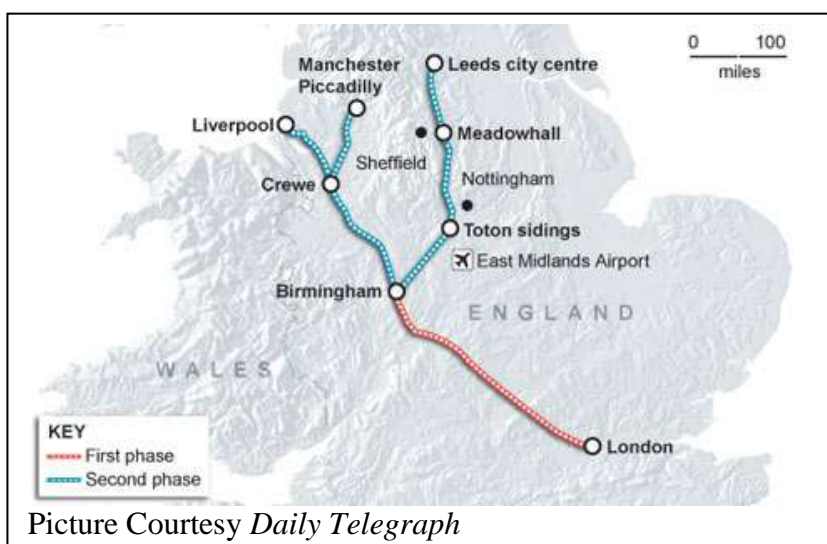 0 100
miles
Manchester
Piccadilly
Leeds city centre
Liverpool
Meadowhall
Sheffield
Crewe
Nottingham
Toton sidings
East Midlands Airport
Birmingham
ENGLAND
WALES
KEY
First phase
Second phase
London
Picture Courtesy Daily Telegraph